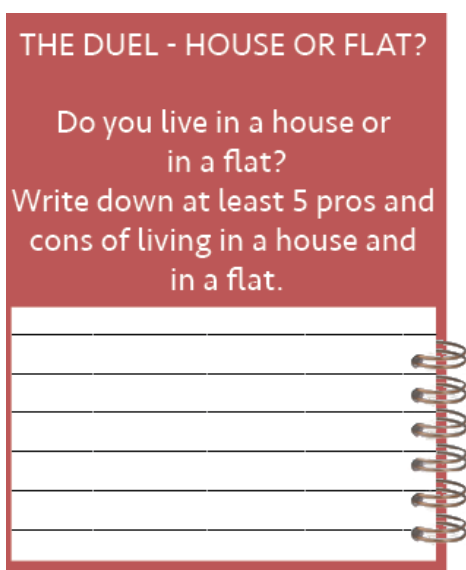 THE DUEL - HOUSE OR FLAT?
Do you live in a house or
in a flat?
Write down at least 5 pros and
cons of living in a house and
in a flat.